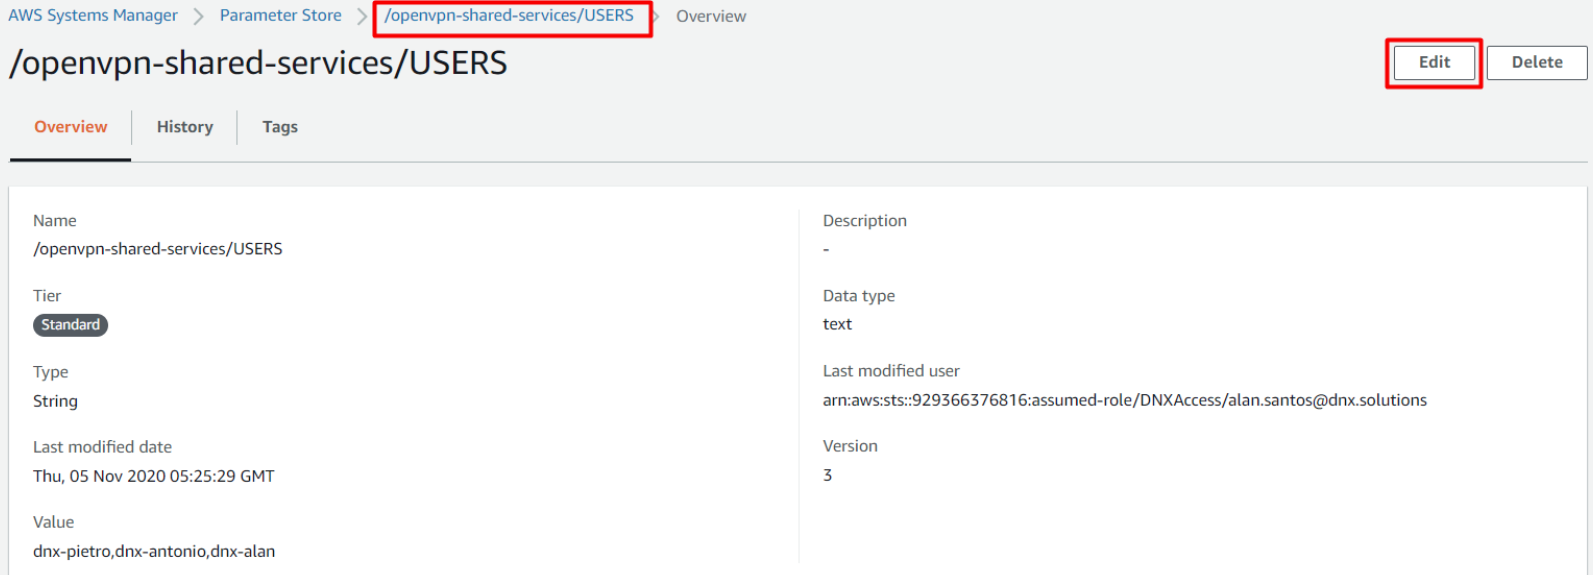 AWS Systems Manager > Parameter Store > /openvpn-shared-services/USERS > Overview
/openvpn-shared-services/USERS
Edit
Delete
Overview
History
Tags
Name
/openvpn-shared-services/USERS
Tier
Standard
Type
String
Last modified date
Thu, 05 Nov 2020 05:25:29 GMT
Value
dnx-pietro,dnx-antonio,dnx-alan
Description
-
Data type
text
Last modified user
arn:aws:sts::929366376816:assumed-role/DNXAccess/alan.santos@dnx.solutions
Version
3